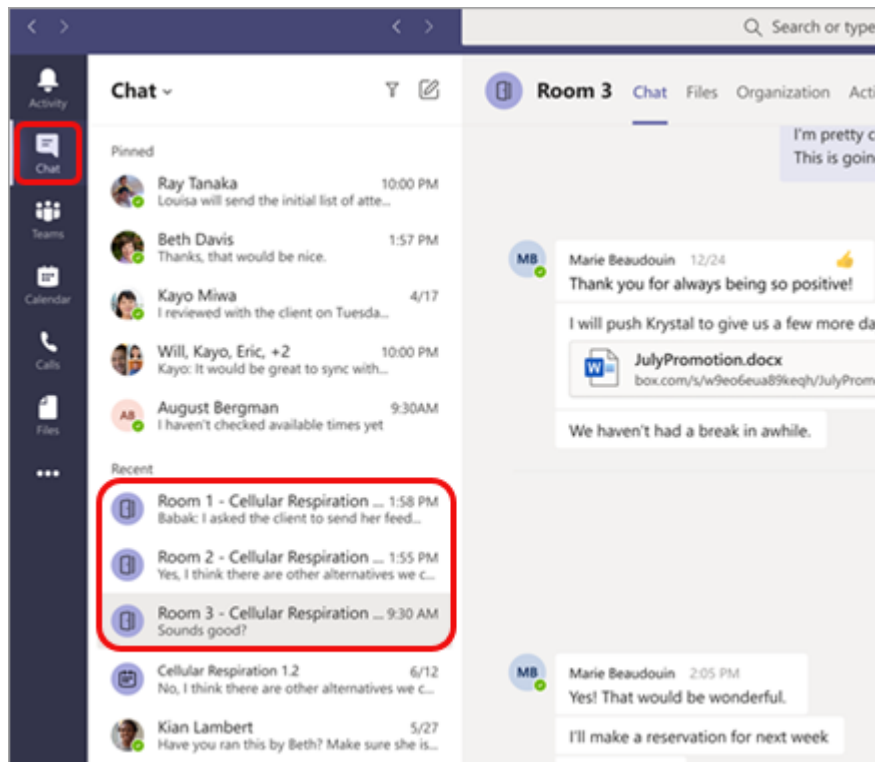 Search or type
Activity
Chat
Teams
Calendar
Calls
Files
Chat
Pinned
Ray Tanaka 10:00 PM
Louisa will send the initial list of atte...
Beth Davis 1:57 PM
Thanks, that would be nice.
Kayo Miwa 4/17
I reviewed with the client on Tuesda...
Will, Kayo, Eric, +2 10:00 PM
Kayo: It would be great to sync with...
AB
August Bergman 9:30AM
I haven't checked available times yet
Recent
Room 1 - Cellular Respiration ... 1:58 PM
Babak: I asked the client to send her feed...
Room 2 - Cellular Respiration ... 1:55 PM
Yes, I think there are other alternatives we c...
Room 3 - Cellular Respiration ... 9:30 AM
Sounds good?
Cellular Respiration 1.2 6/12
No, I think there are other alternatives we c...
Kian Lambert 5/27
Have you ran this by Beth? Make sure she is...
Room 3 Chat Files Organization Acti
I'm pretty c
This is goin
MB
Marie Beaudouin 12/24
Thank you for always being so positive!
I will push Krystal to give us a few more da
W
JulyPromotion.docx
box.com/s/w9eo6eua89keqh/JulyProm
We haven't had a break in awhile.
MB
Marie Beaudouin 2:05 PM
Yes! That would be wonderful.
I'll make a reservation for next week